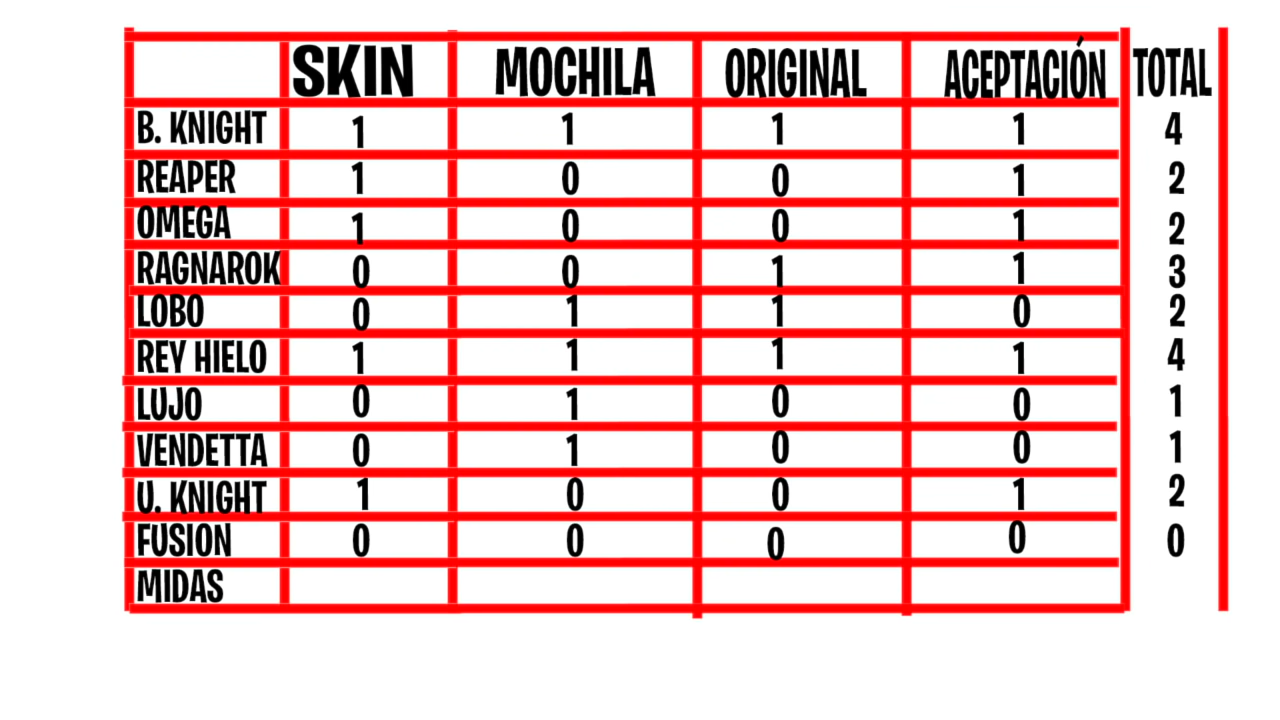 SKIN MOCHILA ORIGINAL ACEPTACIÓN TOTAL
B. KNIGHT 1 1 1 1 4
REAPER 1 0 0 1 2
OMEGA 1 0 0 1 2
RAGNAROK 0 0 1 1 3
LOBO 0 1 1 0 2
REY HIELO 1 1 1 1 4
LUJO 0 1 0 0 1
VENDETTA 0 1 0 0 1
U. KNIGHT 1 0 0 1 2
FUSION 0 0 0 0 0
MIDAS